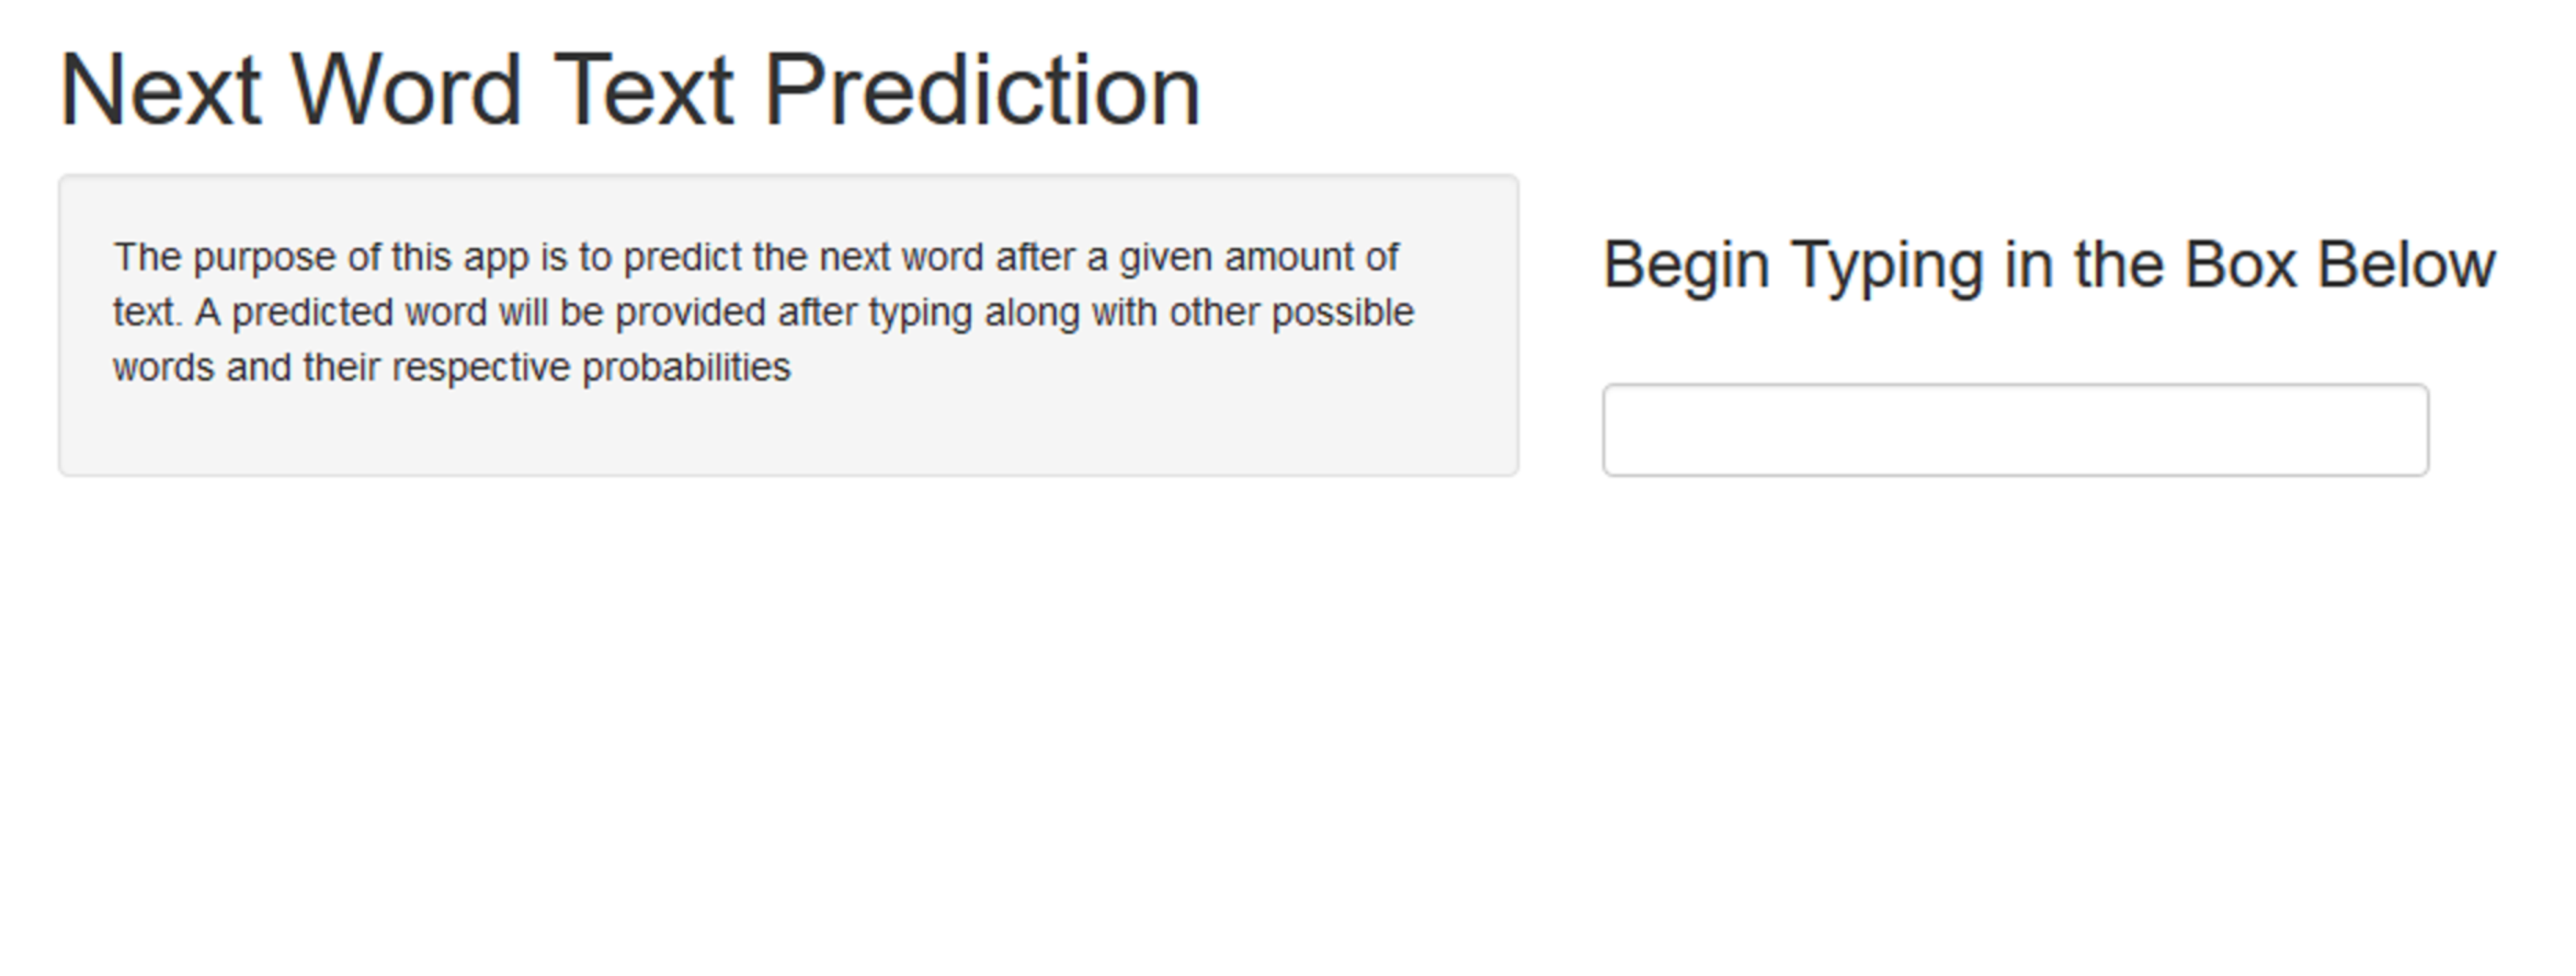 Next Word Text Prediction
The purpose of this app is to predict the next word after a given amount of
text. A predicted word will be provided after typing along with other possible
words and their respective probabilities
Begin Typing in the Box Below